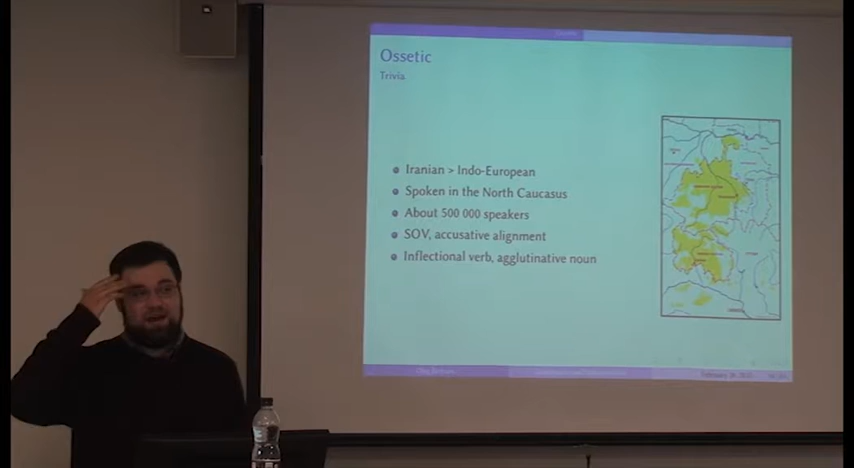 Ossetic
Trivia
Iranian > Indo-European
Spoken in the North Caucasus
About 500 000 speakers
SOV, accusative alignment
Inflectional verb, agglutinative noun